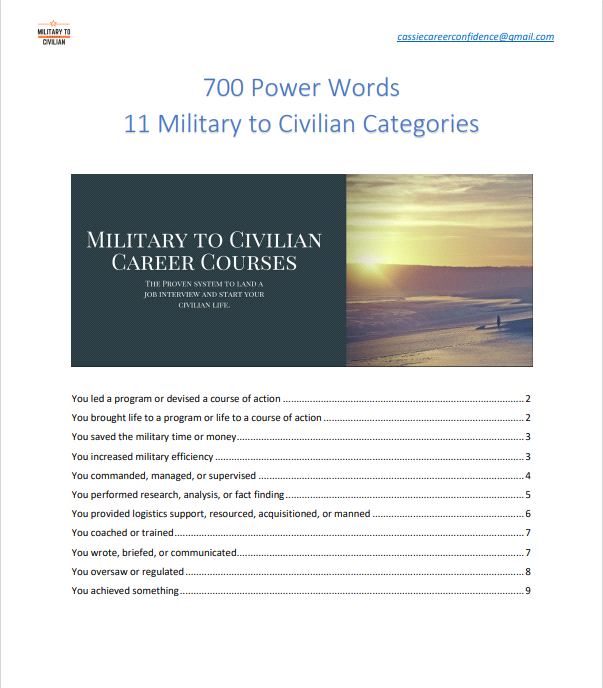 MILITARY TO
CIVILIAN
cassiecareerconfidence@gmail.com
700 Power Words
11 Military to Civilian Categories
Military to Civilian
Career Courses
The Proven system to land a
job interview and start your
civilian life.
You led a program or devised a course of action 2
You brought life to a program or life to a course of action 2
You saved the military time or money 3
You increased military efficiency 3
You commanded, managed, or supervised 4
You performed research, analysis, or fact finding 5
You provided logistics support, resourced, acquisitioned, or manned 6
You coached or trained 7
You wrote, briefed, or communicated 7
You oversaw or regulated 8
You achieved something 9